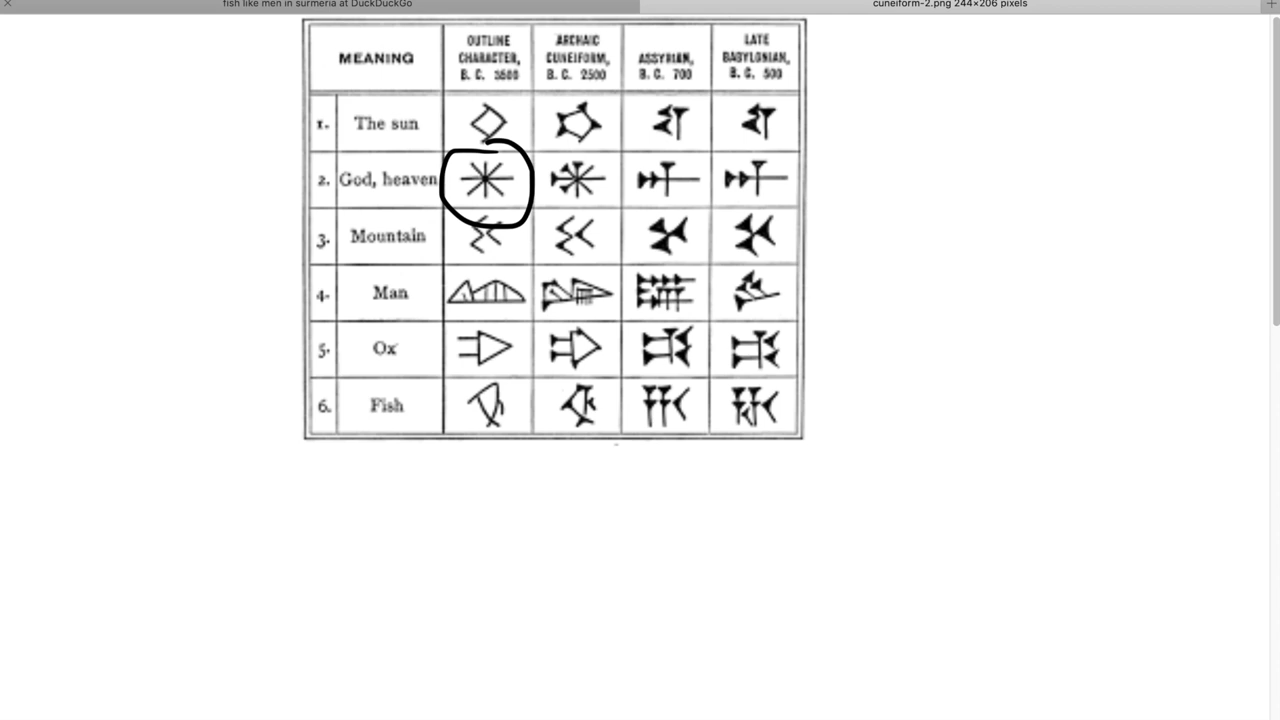 fish like men in surmeria at DuckDuckGo
cuneiform-2.png 244×206 pixels
MEANING
OUTLINE CHARACTER, B. C. 3500
ARCHAIC CUNEIFORM, B. C. 2500
ASSYRIAN, B. C. 700
LATE BABYLONIAN, B. C. 500
1. The sun
2. God, heaven
3. Mountain
4. Man
5. Ox
6. Fish